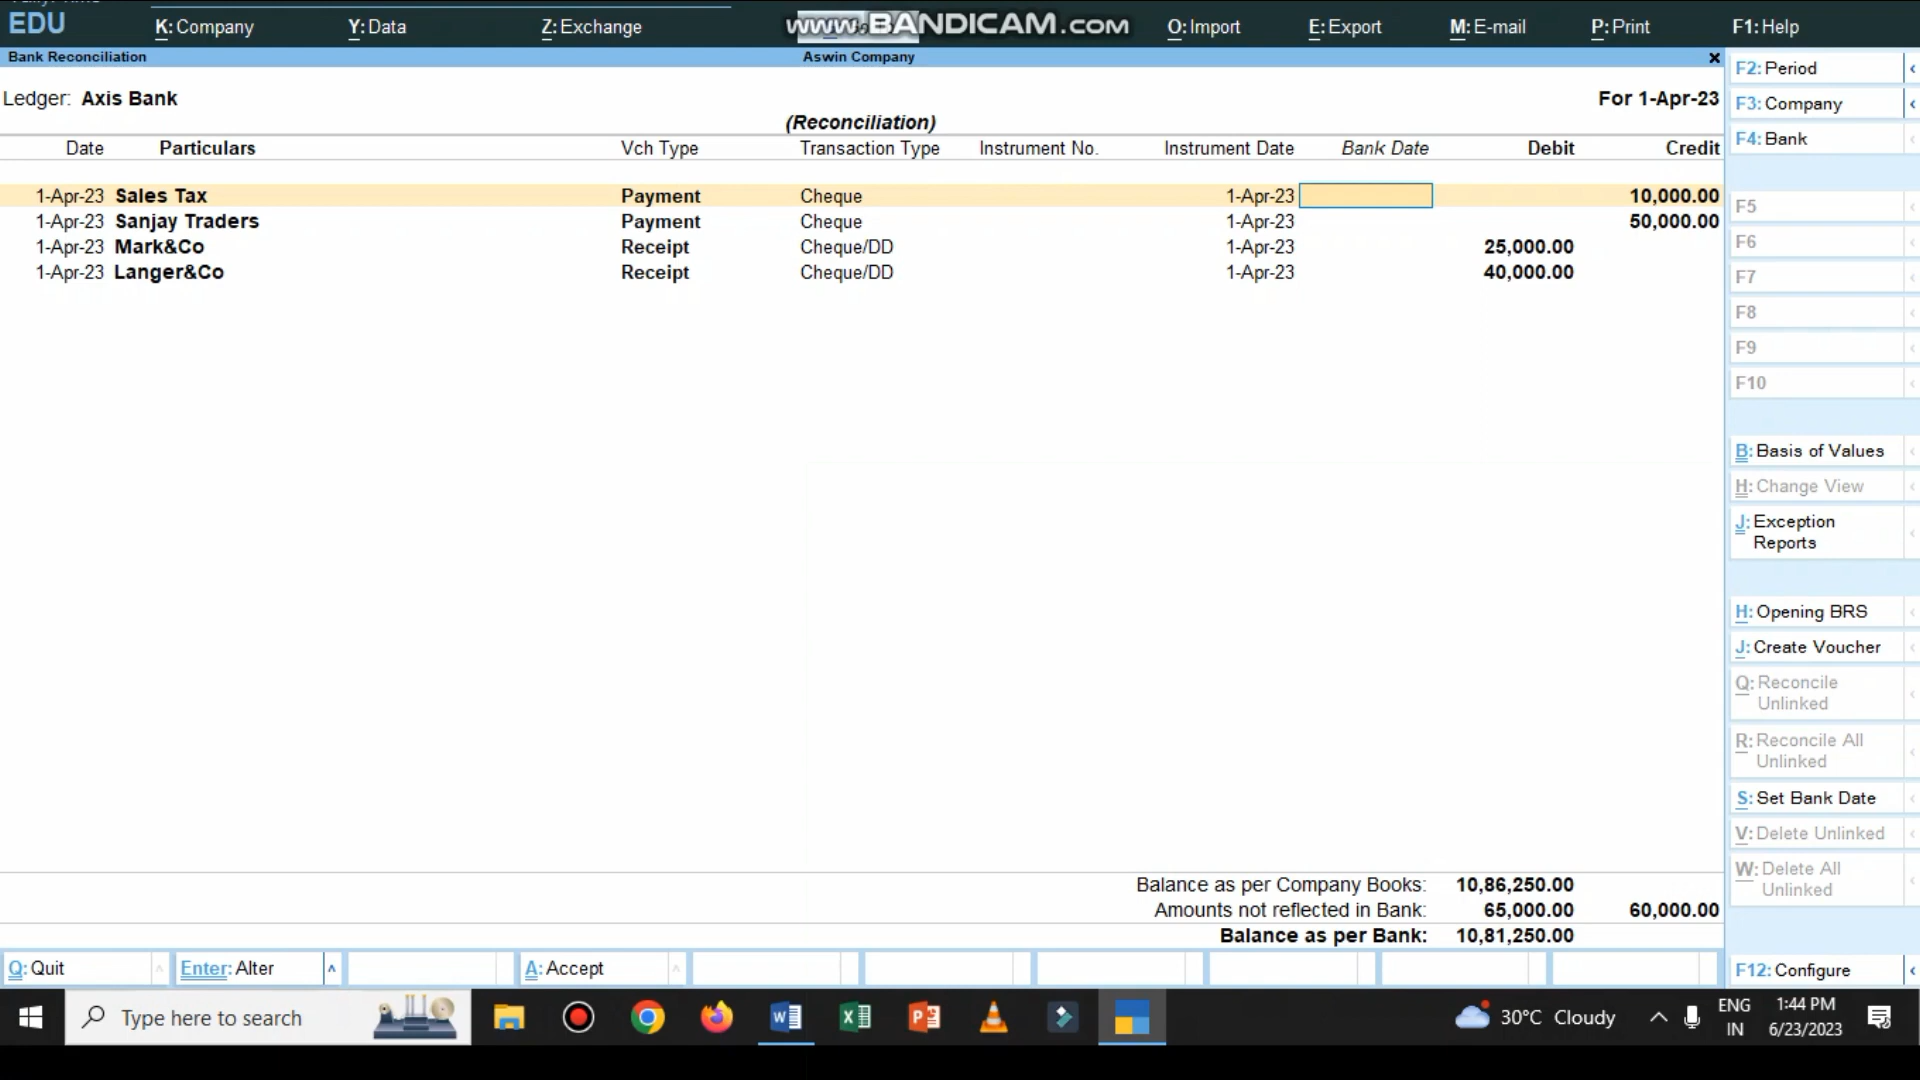 EDU
K: Company
Y: Data
Z: Exchange
www.BANDICAM.com
O: Import
E: Export
M: E-mail
P: Print
F1: Help
Bank Reconciliation
Aswin Company
x
Ledger: Axis Bank
For 1-Apr-23
(Reconciliation)
Date Particulars Vch Type Transaction Type Instrument No. Instrument Date Bank Date Debit Credit
1-Apr-23 Sales Tax Payment Cheque 1-Apr-23 10,000.00
1-Apr-23 Sanjay Traders Payment Cheque 1-Apr-23 50,000.00
1-Apr-23 Mark&Co Receipt Cheque/DD 1-Apr-23 25,000.00
1-Apr-23 Langer&Co Receipt Cheque/DD 1-Apr-23 40,000.00
Balance as per Company Books: 10,86,250.00
Amounts not reflected in Bank: 65,000.00 60,000.00
Balance as per Bank: 10,81,250.00
F2: Period
F3: Company
F4: Bank
F5
F6
F7
F8
F9
F10
B: Basis of Values
H: Change View
J: Exception
Reports
H: Opening BRS
J: Create Voucher
Q: Reconcile
Unlinked
R: Reconcile All
Unlinked
S: Set Bank Date
V: Delete Unlinked
W: Delete All
Unlinked
F12: Configure
Q: Quit
Enter: Alter
A: Accept
Type here to search
30°C Cloudy
ENG
IN
1:44 PM
6/23/2023